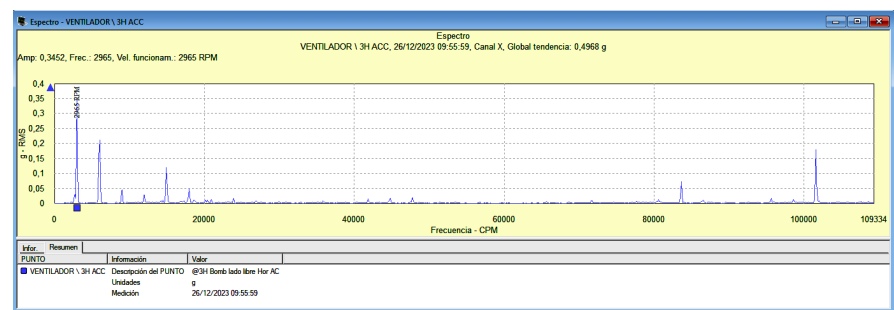 Espectro - VENTILADOR \ 3H ACC
Espectro
VENTILADOR \ 3H ACC, 26/12/2023 09:55:59, Canal X, Global tendencia: 0,4968 g
Amp: 0,3452, Frec.: 2965, Vel. funcionam.: 2965 RPM
0,4
0,35
0,3
0,25
0,2
0,15
0,1
0,05
0
g - RMS
2965 RPM
0 20000 40000 60000 80000 100000 109334
Frecuencia - CPM
Infor. Resumen
PUNTO Información Valor
VENTILADOR \ 3H ACC Descripción del PUNTO @3H Bomb lado libre Hor AC
Unidades g
Medición 26/12/2023 09:55:59